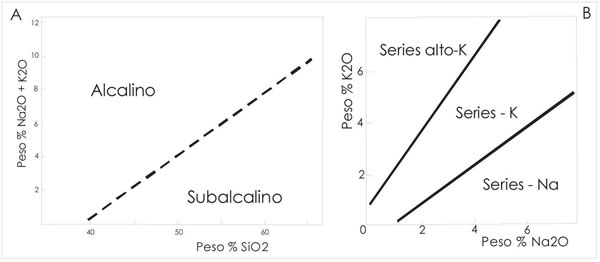 A
Peso % Na2O + K2O
12
10
8
6
4
2
Alcalino
Subalcalino
40
50
60
Peso % SiO2
B
Peso % K2O
6
4
2
0
Series alto-K
Series - K
Series - Na
2
4
6
Peso % Na2O